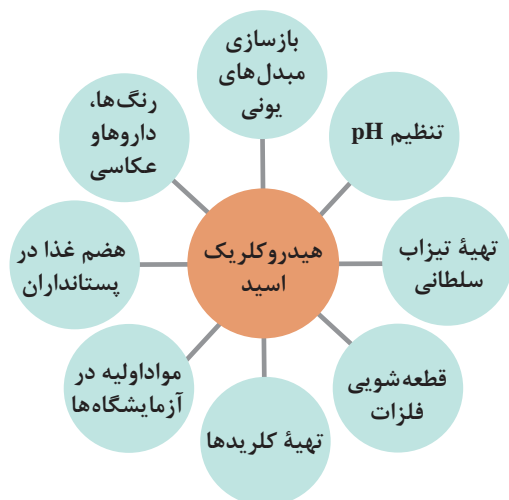 بازسازی
مبدل‌های
یونی
تنظیم pH
تهیهٔ تیزاب
سلطانی
قطعه‌شویی
فلزات
تهیهٔ کلریدها
مواداولیه در
آزمایشگاه‌ها
هضم غذا در
پستانداران
رنگ‌ها،
داروهاو
عکاسی
هیدروکلریک
اسید